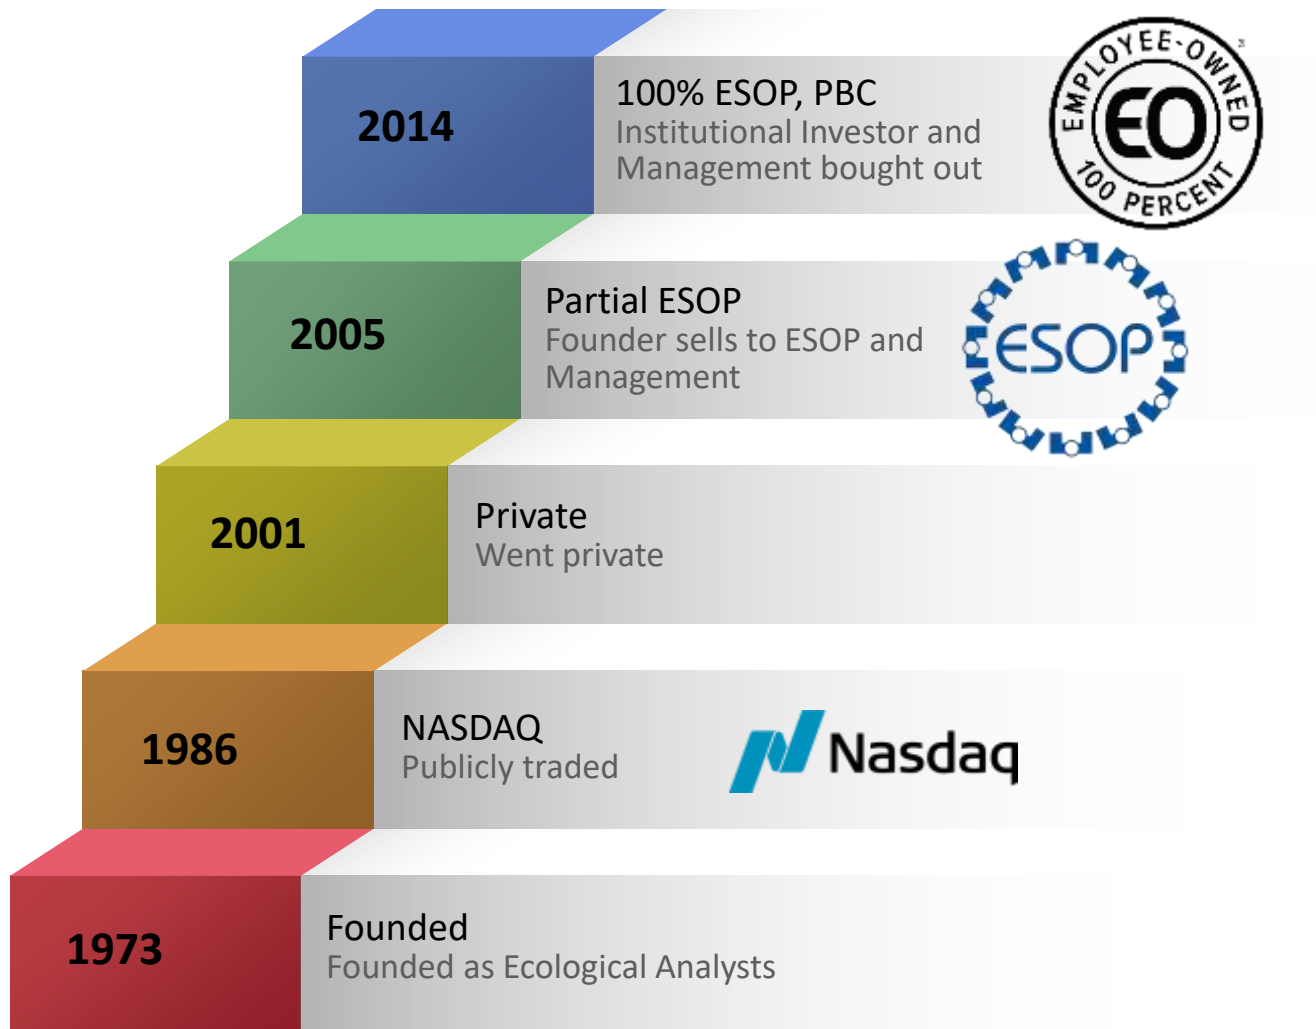 2014
100% ESOP, PBC
Institutional Investor and
Management bought out
EMPLOYEE-OWNED
EO
100 PERCENT
2005
Partial ESOP
Founder sells to ESOP and
Management
ESOP
2001
Private
Went private
1986
NASDAQ
Publicly traded
Nasdaq
1973
Founded
Founded as Ecological Analysts